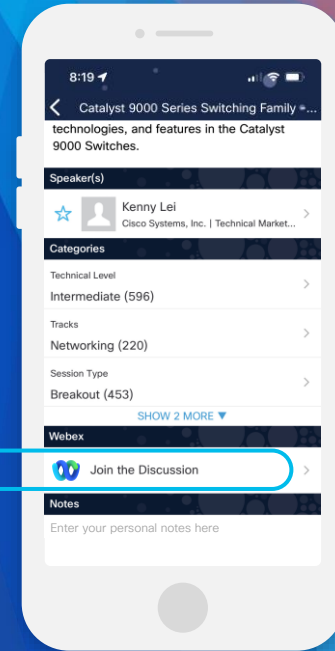 8:19
Catalyst 9000 Series Switching Family -...
technologies, and features in the Catalyst
9000 Switches.
Speaker(s)
Kenny Lei
Cisco Systems, Inc. | Technical Market...
Categories
Technical Level
Intermediate (596)
Tracks
Networking (220)
Session Type
Breakout (453)
SHOW 2 MORE ▼
Webex
Join the Discussion
Notes
Enter your personal notes here